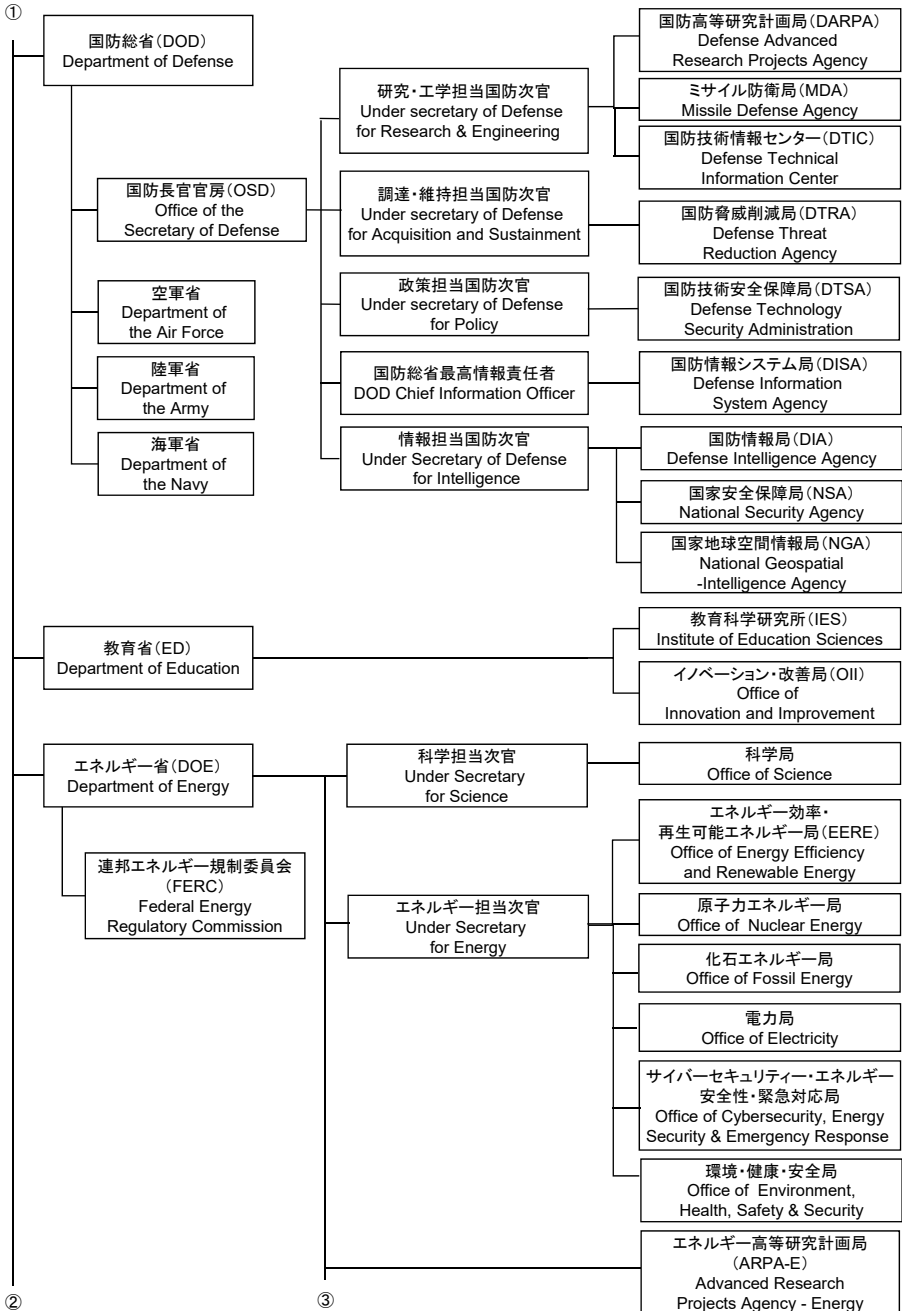 ①
国防総省(DOD)
Department of Defense
国防長官官房(OSD)
Office of the
Secretary of Defense
空軍省
Department of
the Air Force
陸軍省
Department of
the Army
海軍省
Department of
the Navy
研究・工学担当国防次官
Under secretary of Defense
for Research & Engineering
国防高等研究計画局(DARPA)
Defense Advanced
Research Projects Agency
ミサイル防衛局(MDA)
Missile Defense Agency
国防技術情報センター(DTIC)
Defense Technical
Information Center
調達・維持担当国防次官
Under secretary of Defense
for Acquisition and Sustainment
国防脅威削減局(DTRA)
Defense Threat
Reduction Agency
政策担当国防次官
Under secretary of Defense
for Policy
国防技術安全保障局(DTSA)
Defense Technology
Security Administration
国防総省最高情報責任者
DOD Chief Information Officer
国防情報システム局(DISA)
Defense Information
System Agency
情報担当国防次官
Under Secretary of Defense
for Intelligence
国防情報局(DIA)
Defense Intelligence Agency
国家安全保障局(NSA)
National Security Agency
国家地球空間情報局(NGA)
National Geospatial
-Intelligence Agency
教育省(ED)
Department of Education
教育科学研究所(IES)
Institute of Education Sciences
イノベーション・改善局(OII)
Office of
Innovation and Improvement
エネルギー省(DOE)
Department of Energy
連邦エネルギー規制委員会
(FERC)
Federal Energy
Regulatory Commission
科学担当次官
Under Secretary
for Science
科学局
Office of Science
エネルギー担当次官
Under Secretary
for Energy
エネルギー効率・
再生可能エネルギー局(EERE)
Office of Energy Efficiency
and Renewable Energy
原子力エネルギー局
Office of Nuclear Energy
化石エネルギー局
Office of Fossil Energy
電力局
Office of Electricity
サイバーセキュリティー・エネルギー
安全性・緊急対応局
Office of Cybersecurity, Energy
Security & Emergency Response
環境・健康・安全局
Office of Environment,
Health, Safety & Security
エネルギー高等研究計画局
(ARPA-E)
Advanced Research
Projects Agency - Energy
②
③